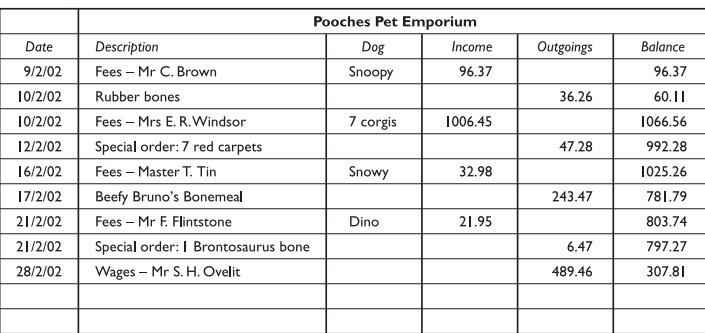 Pooches Pet Emporium
Date Description Dog Income Outgoings Balance
9/2/02 Fees – Mr C. Brown Snoopy 96.37 96.37
10/2/02 Rubber bones 36.26 60.11
10/2/02 Fees – Mrs E. R. Windsor 7 corgis 1006.45 1066.56
12/2/02 Special order: 7 red carpets 47.28 992.28
16/2/02 Fees – Master T. Tin Snowy 32.98 1025.26
17/2/02 Beefy Bruno's Bonemeal 243.47 781.79
21/2/02 Fees – Mr F. Flintstone Dino 21.95 803.74
21/2/02 Special order: 1 Brontosaurus bone 6.47 797.27
28/2/02 Wages – Mr S. H. Ovelit 489.46 307.81